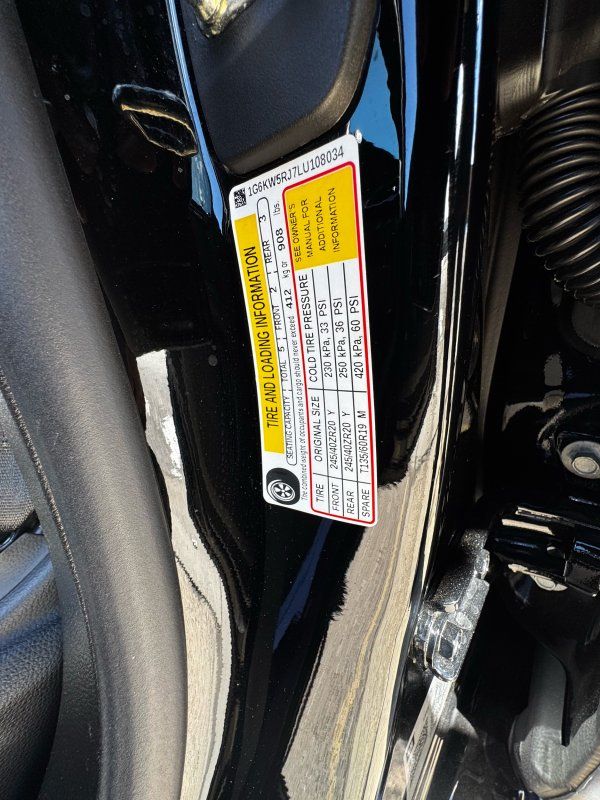 1G6KW5RJ7LU108034
TIRE AND LOADING INFORMATION
SEATING CAPACITY TOTAL 5 FRONT 2 REAR 3
The combined weight of occupants and cargo should never exceed 412 kg or 908 lbs.
TIRE ORIGINAL SIZE COLD TIRE PRESSURE
FRONT 245/40ZR20 Y 230 kPa, 33 PSI
REAR 245/40ZR20 Y 250 kPa, 36 PSI
SPARE T135/60R19 M 420 kPa, 60 PSI
SEE OWNER'S
MANUAL FOR
ADDITIONAL
INFORMATION